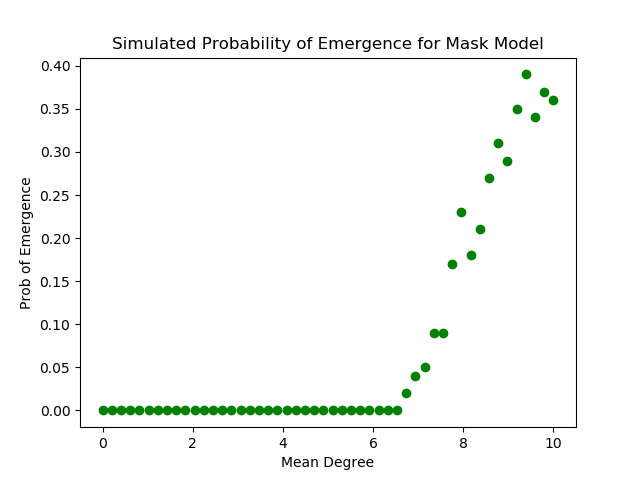 Simulated Probability of Emergence for Mask Model
0.40
0.35
0.30
0.25
0.20
0.15
0.10
0.05
0.00
Prob of Emergence
0 2 4 6 8 10
Mean Degree